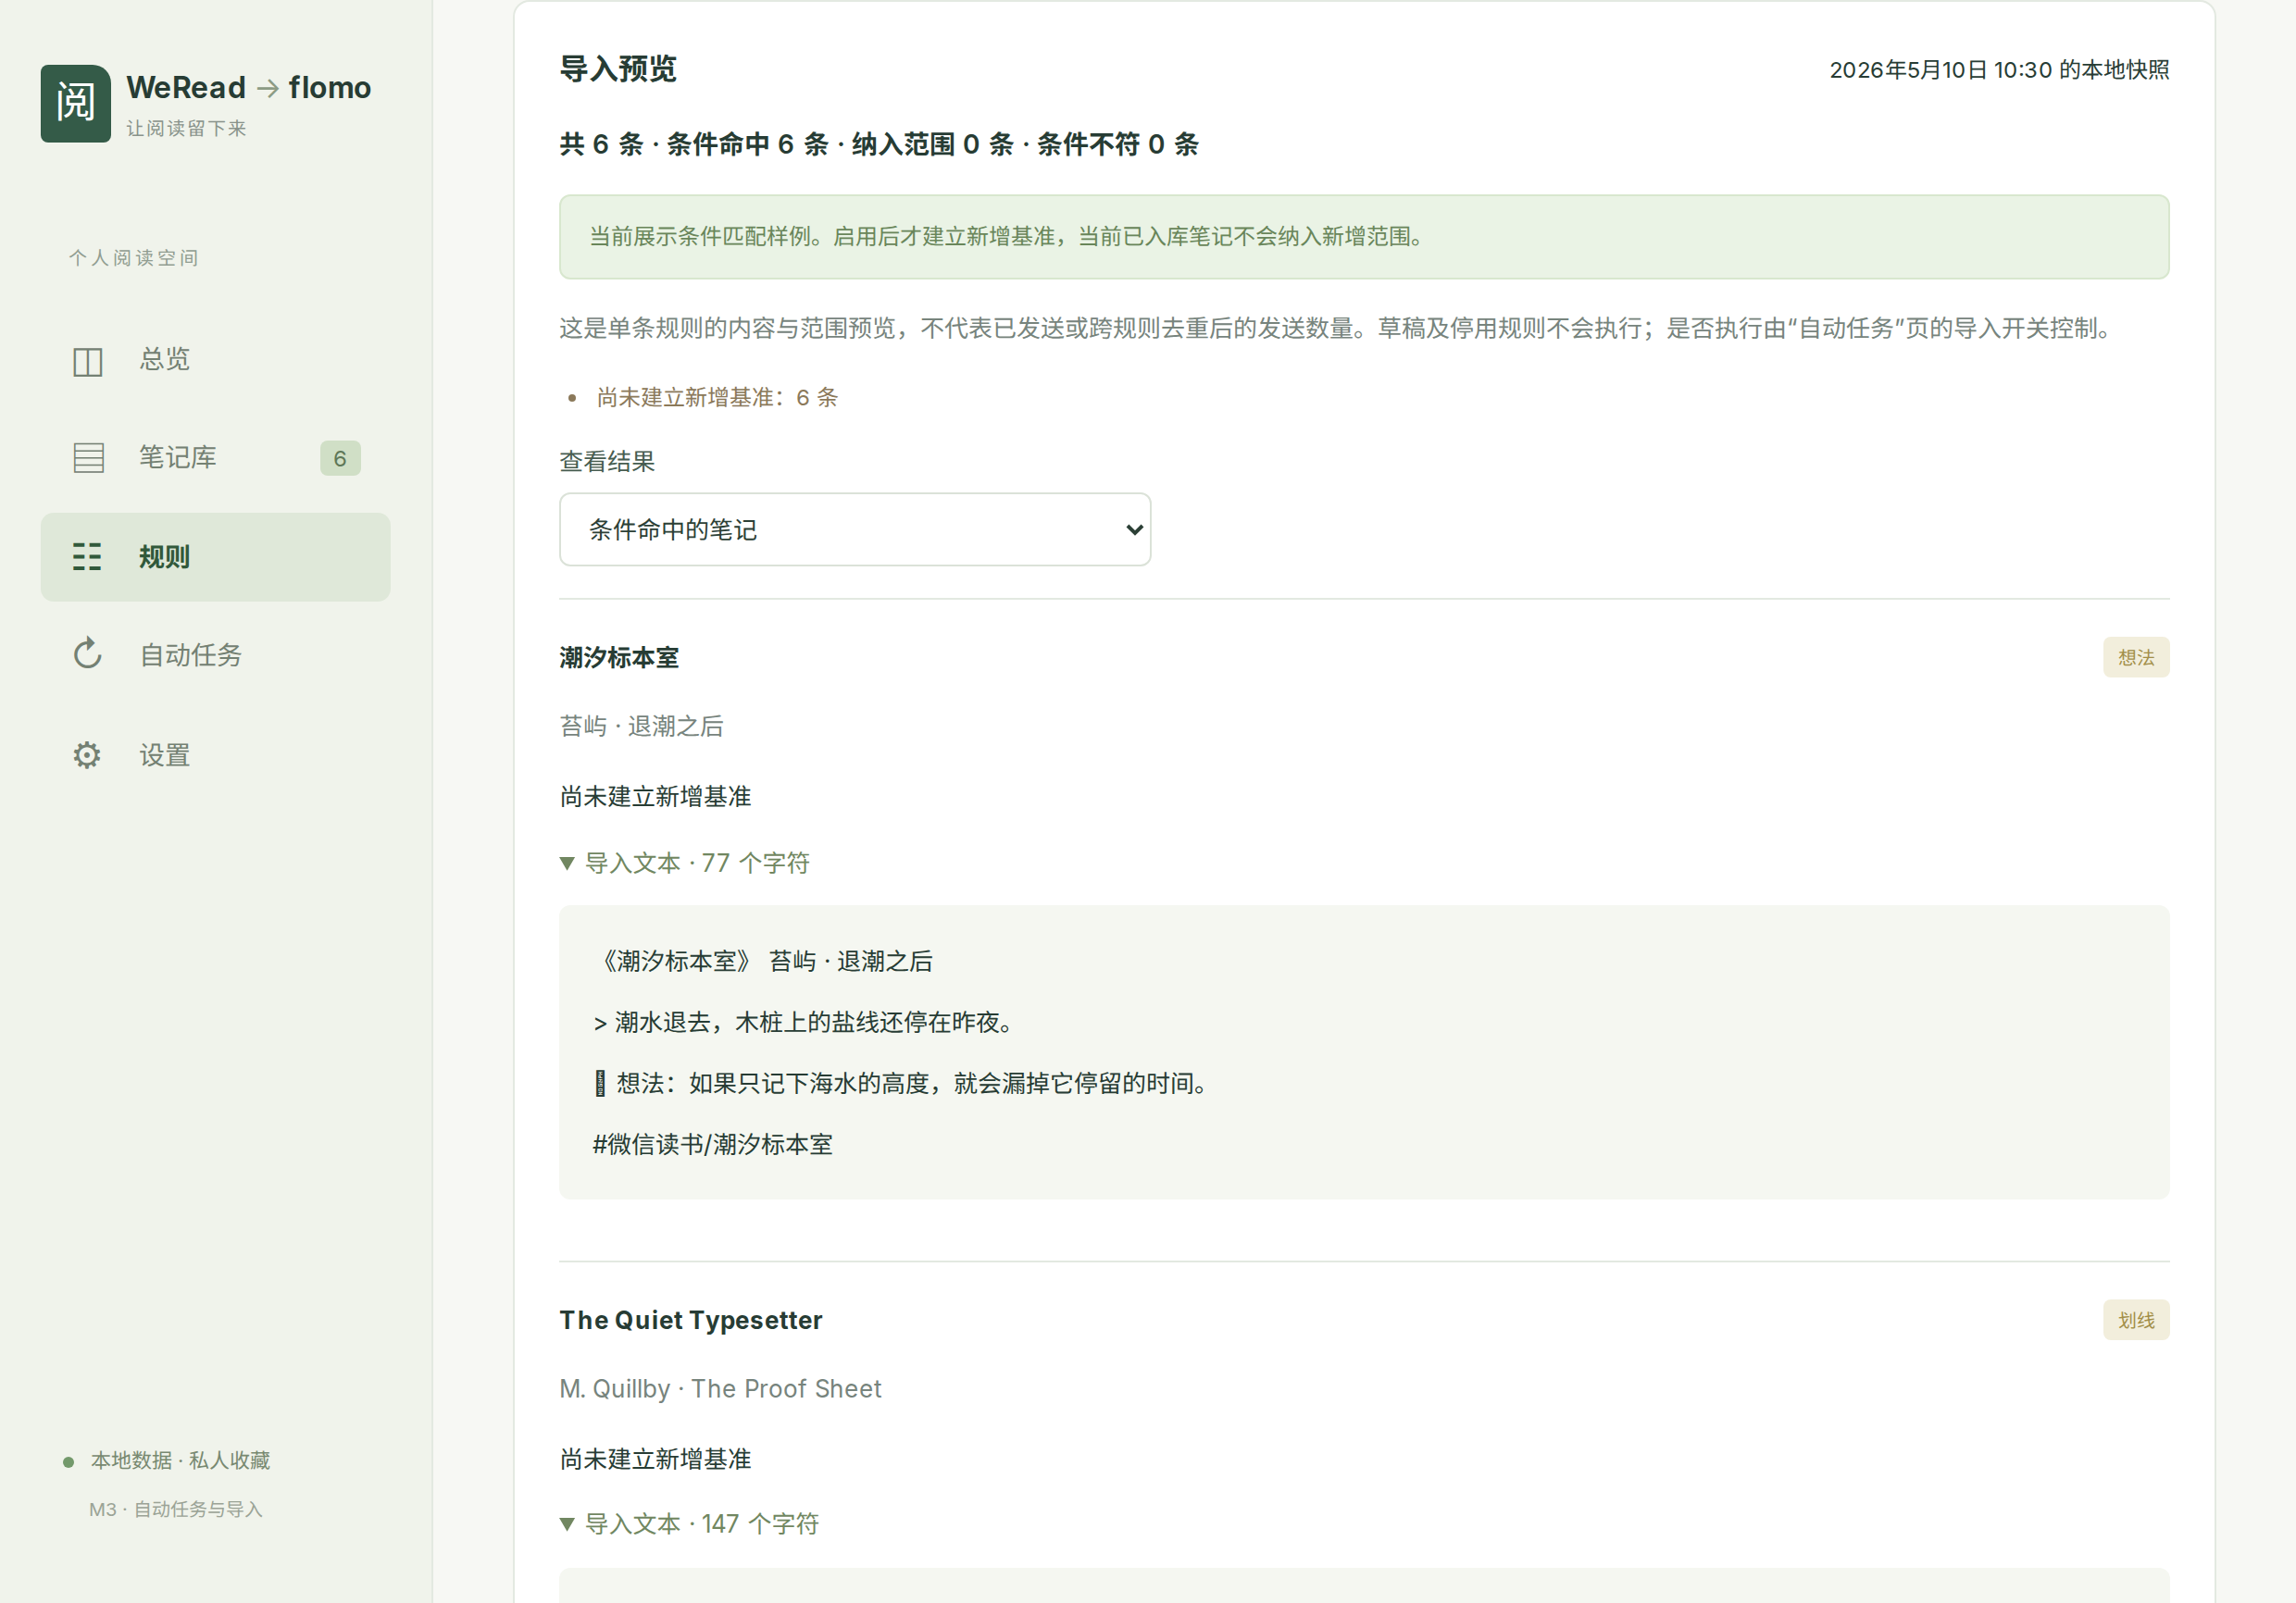 阅
WeRead → flomo
让阅读留下来
个人阅读空间
总览
笔记库 6
规则
自动任务
设置
本地数据 · 私人收藏
M3 · 自动任务与导入
导入预览
2026年5月10日 10:30 的本地快照
共 6 条 · 条件命中 6 条 · 纳入范围 0 条 · 条件不符 0 条
当前展示条件匹配样例。启用后才建立新增基准，当前已入库笔记不会纳入新增范围。
这是单条规则的内容与范围预览，不代表已发送或跨规则去重后的发送数量。草稿及停用规则不会执行；是否执行由“自动任务”页的导入开关控制。
• 尚未建立新增基准：6 条
查看结果
条件命中的笔记
潮汐标本室
想法
苔屿 · 退潮之后
尚未建立新增基准
▼ 导入文本 · 77 个字符
《潮汐标本室》 苔屿 · 退潮之后
> 潮水退去，木桩上的盐线还停在昨夜。
想法：如果只记下海水的高度，就会漏掉它停留的时间。
#微信读书/潮汐标本室
The Quiet Typesetter
划线
M. Quillby · The Proof Sheet
尚未建立新增基准
▼ 导入文本 · 147 个字符